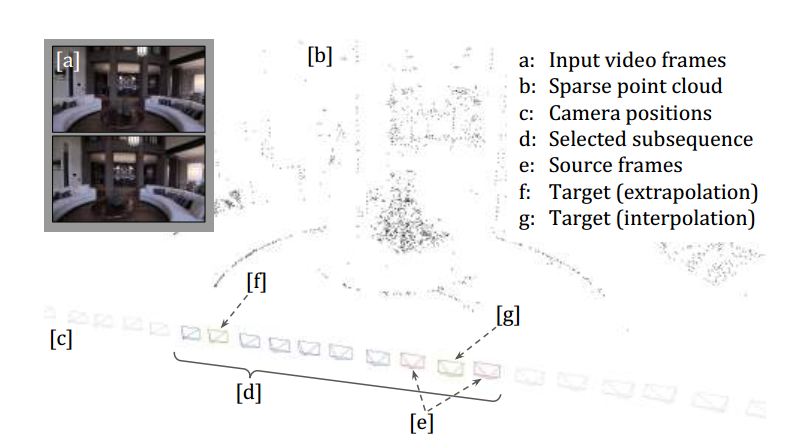 [a]
[b]
a: Input video frames
b: Sparse point cloud
c: Camera positions
d: Selected subsequence
e: Source frames
f: Target (extrapolation)
g: Target (interpolation)
[f]
[g]
[c]
[d]
[e]